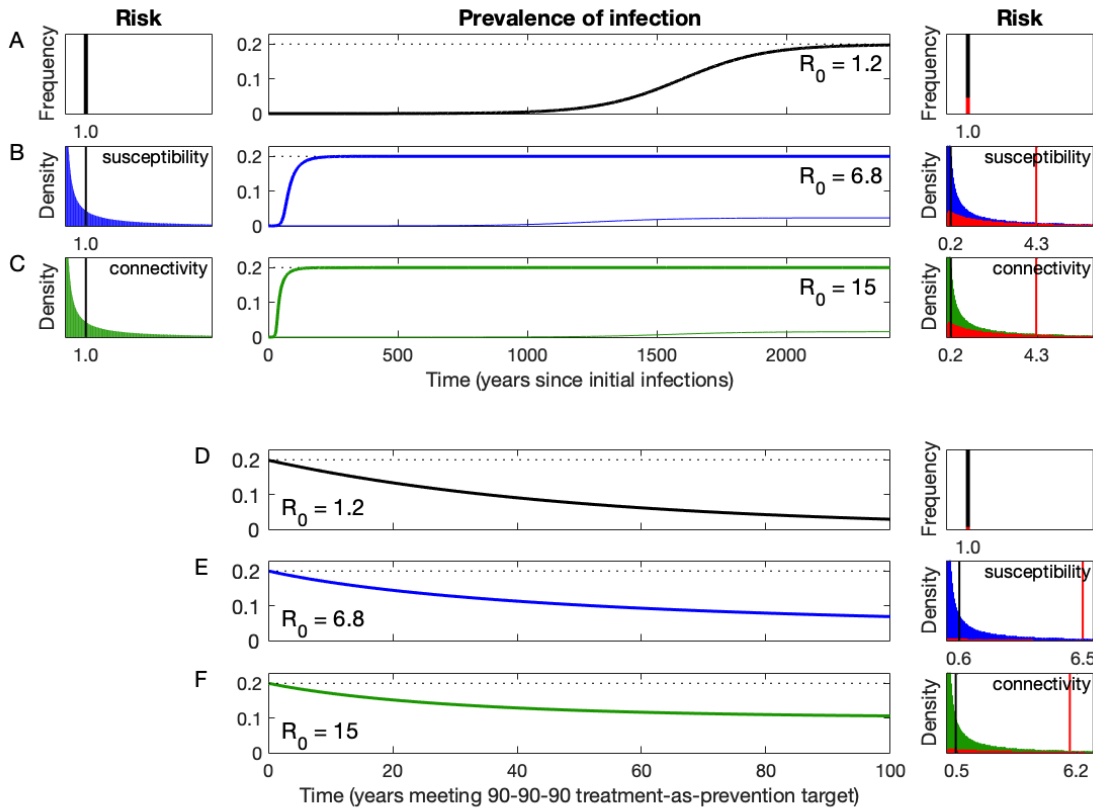 Risk
Prevalence of infection
Risk
A
Frequency
1.0
0.2
0.1
0
R0 = 1.2
Frequency
1.0
B
Density
susceptibility
1.0
0.2
0.1
0
R0 = 6.8
Density
susceptibility
0.2 4.3
C
Density
connectivity
1.0
0.2
0.1
0
R0 = 15
0 500 1000 1500 2000
Time (years since initial infections)
Density
connectivity
0.2 4.3
D
0.2
0.1
0
R0 = 1.2
Frequency
1.0
E
0.2
0.1
0
R0 = 6.8
Density
susceptibility
0.6 6.5
F
0.2
0.1
0
R0 = 15
0 20 40 60 80 100
Time (years meeting 90-90-90 treatment-as-prevention target)
Density
connectivity
0.5 6.2